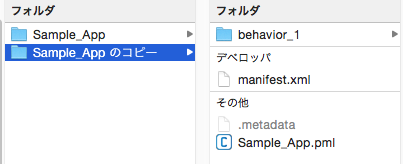 フォルダ
Sample_App
Sample_App のコピー
フォルダ
behavior_1
デベロッパ
manifest.xml
その他
.metadata
Sample_App.pml